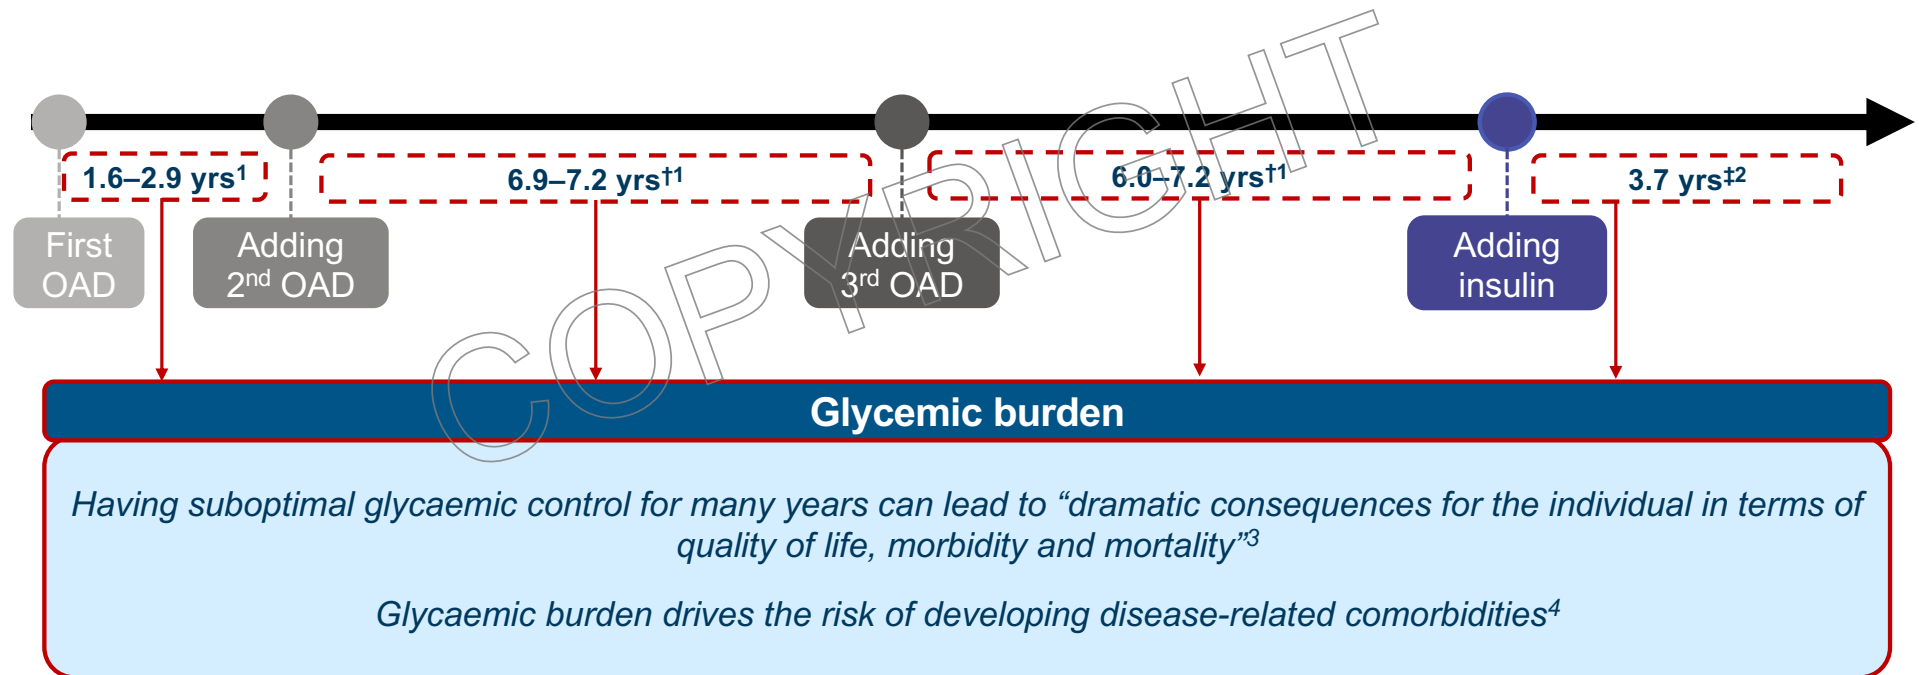 1.6–2.9 yrs¹
6.9–7.2 yrs†¹
6.0–7.2 yrs†¹
3.7 yrs‡²
First
OAD
Adding
2nd OAD
Adding
3rd OAD
Adding
insulin
COPYRIGHT
Glycemic burden
Having suboptimal glycaemic control for many years can lead to “dramatic consequences for the individual in terms of
quality of life, morbidity and mortality”³
Glycaemic burden drives the risk of developing disease-related comorbidities⁴